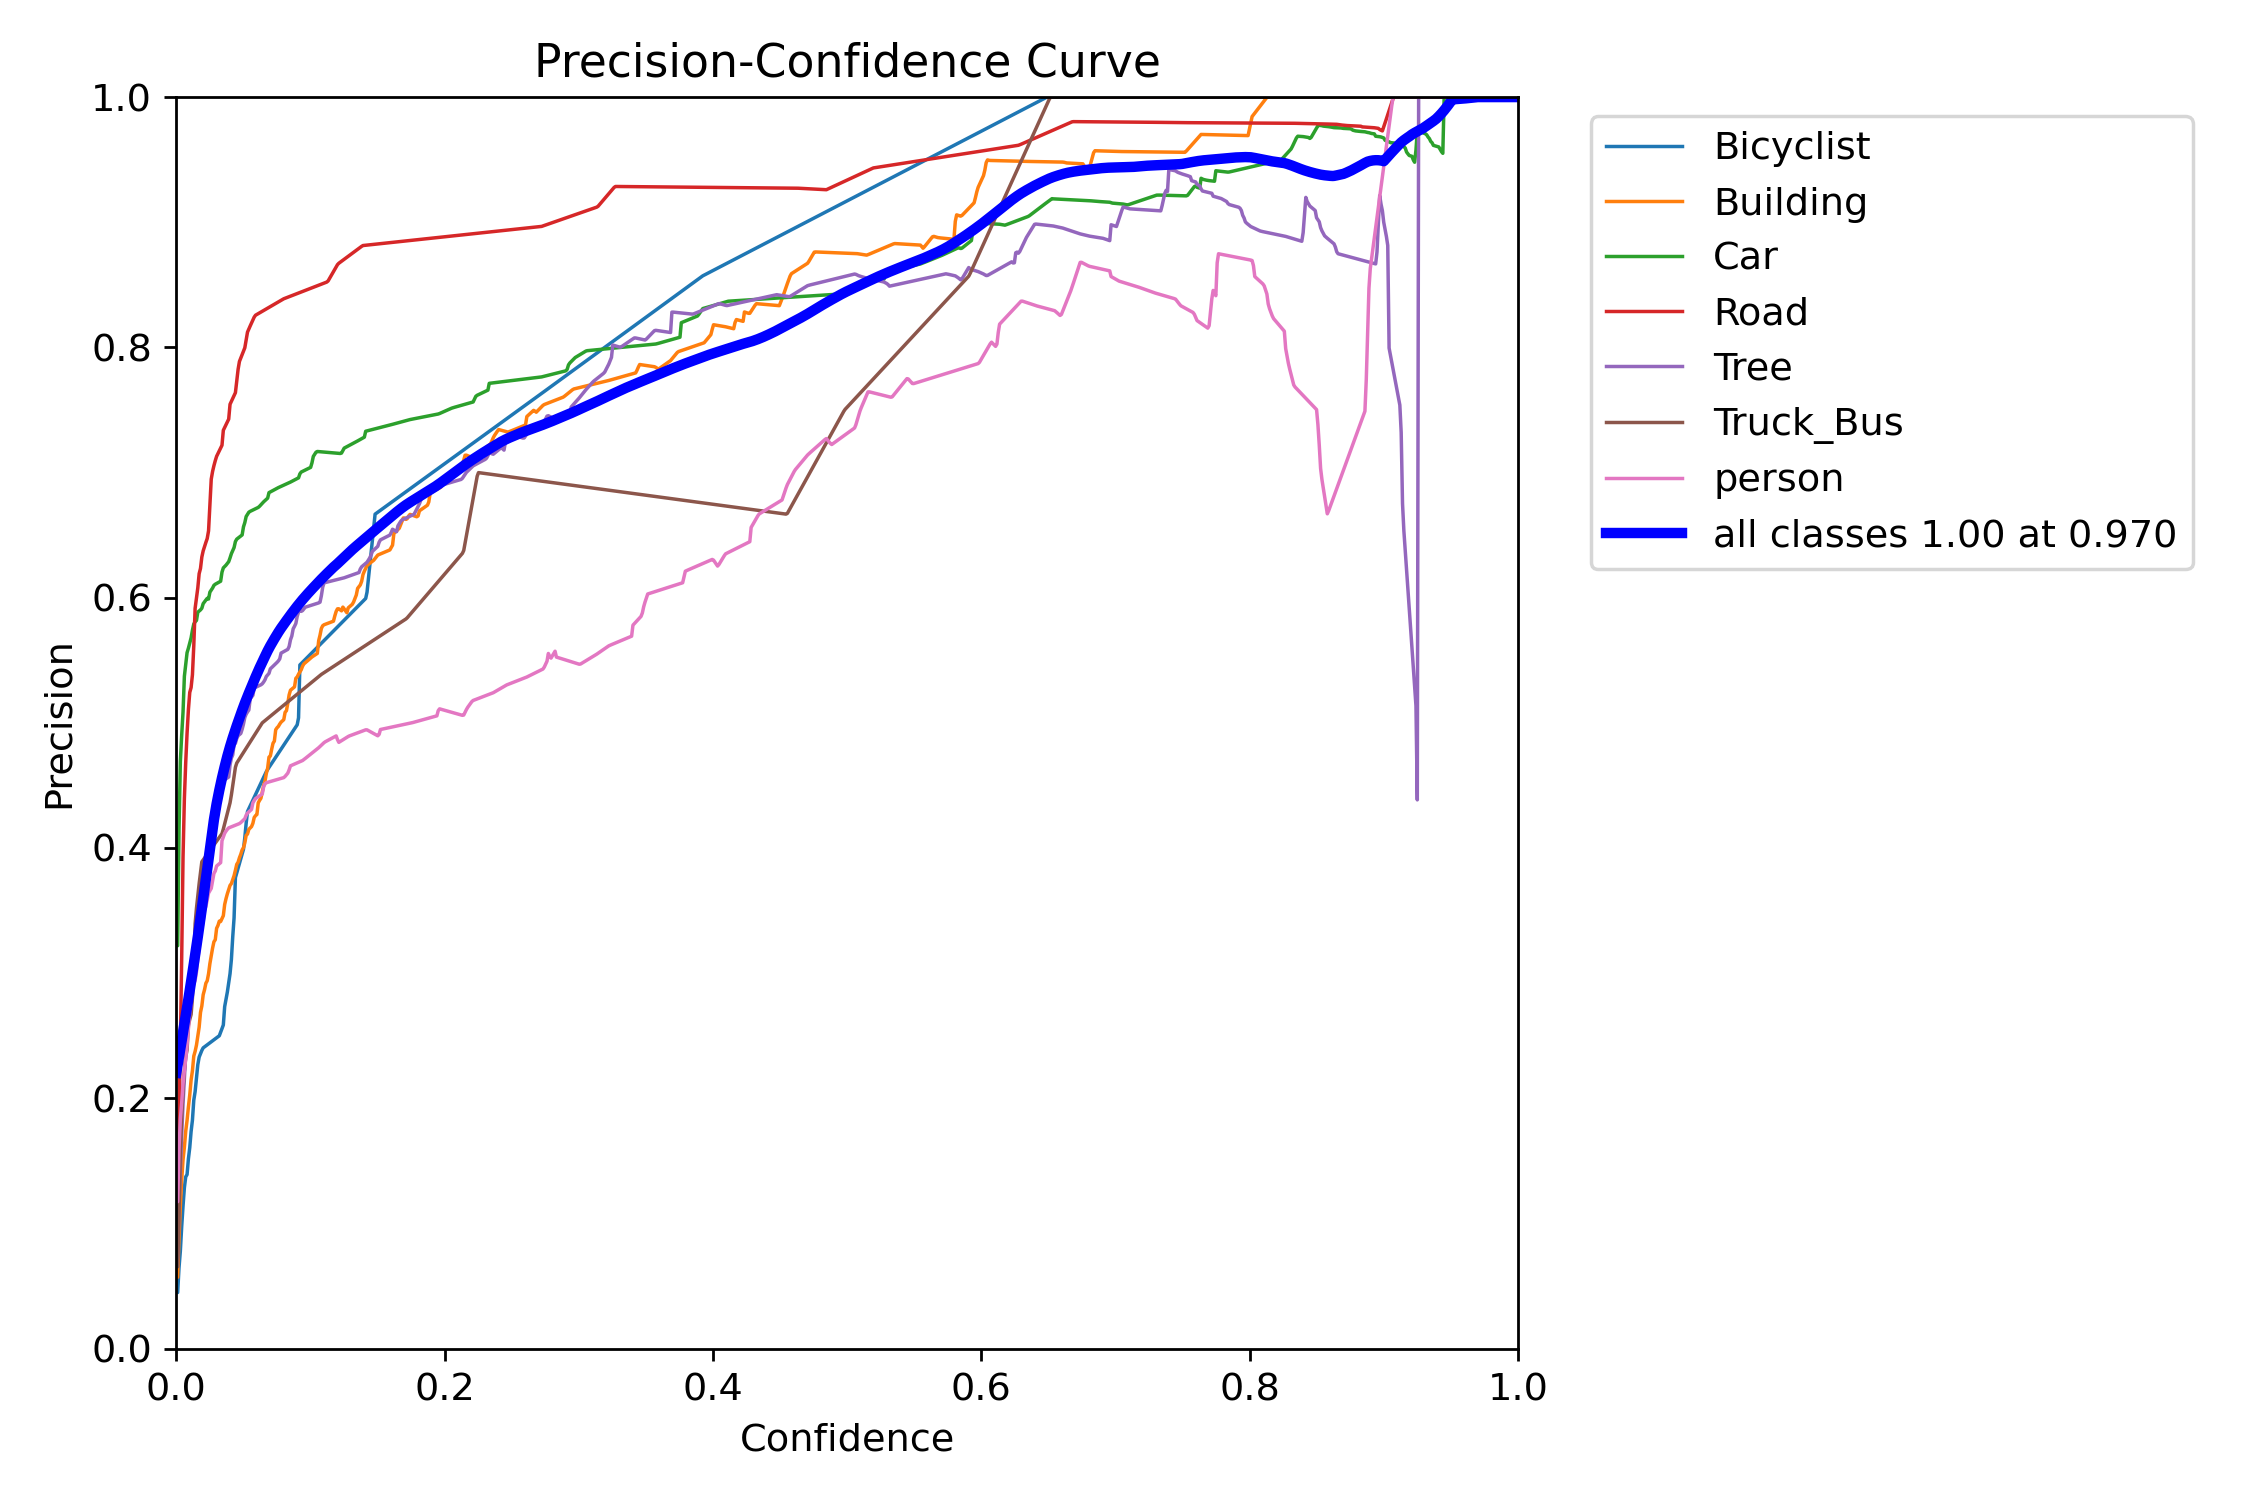 Precision-Confidence Curve
1.0
0.8
0.6
0.4
0.2
0.0
Precision
0.0 0.2 0.4 0.6 0.8 1.0
Confidence
Bicyclist
Building
Car
Road
Tree
Truck_Bus
person
all classes 1.00 at 0.970